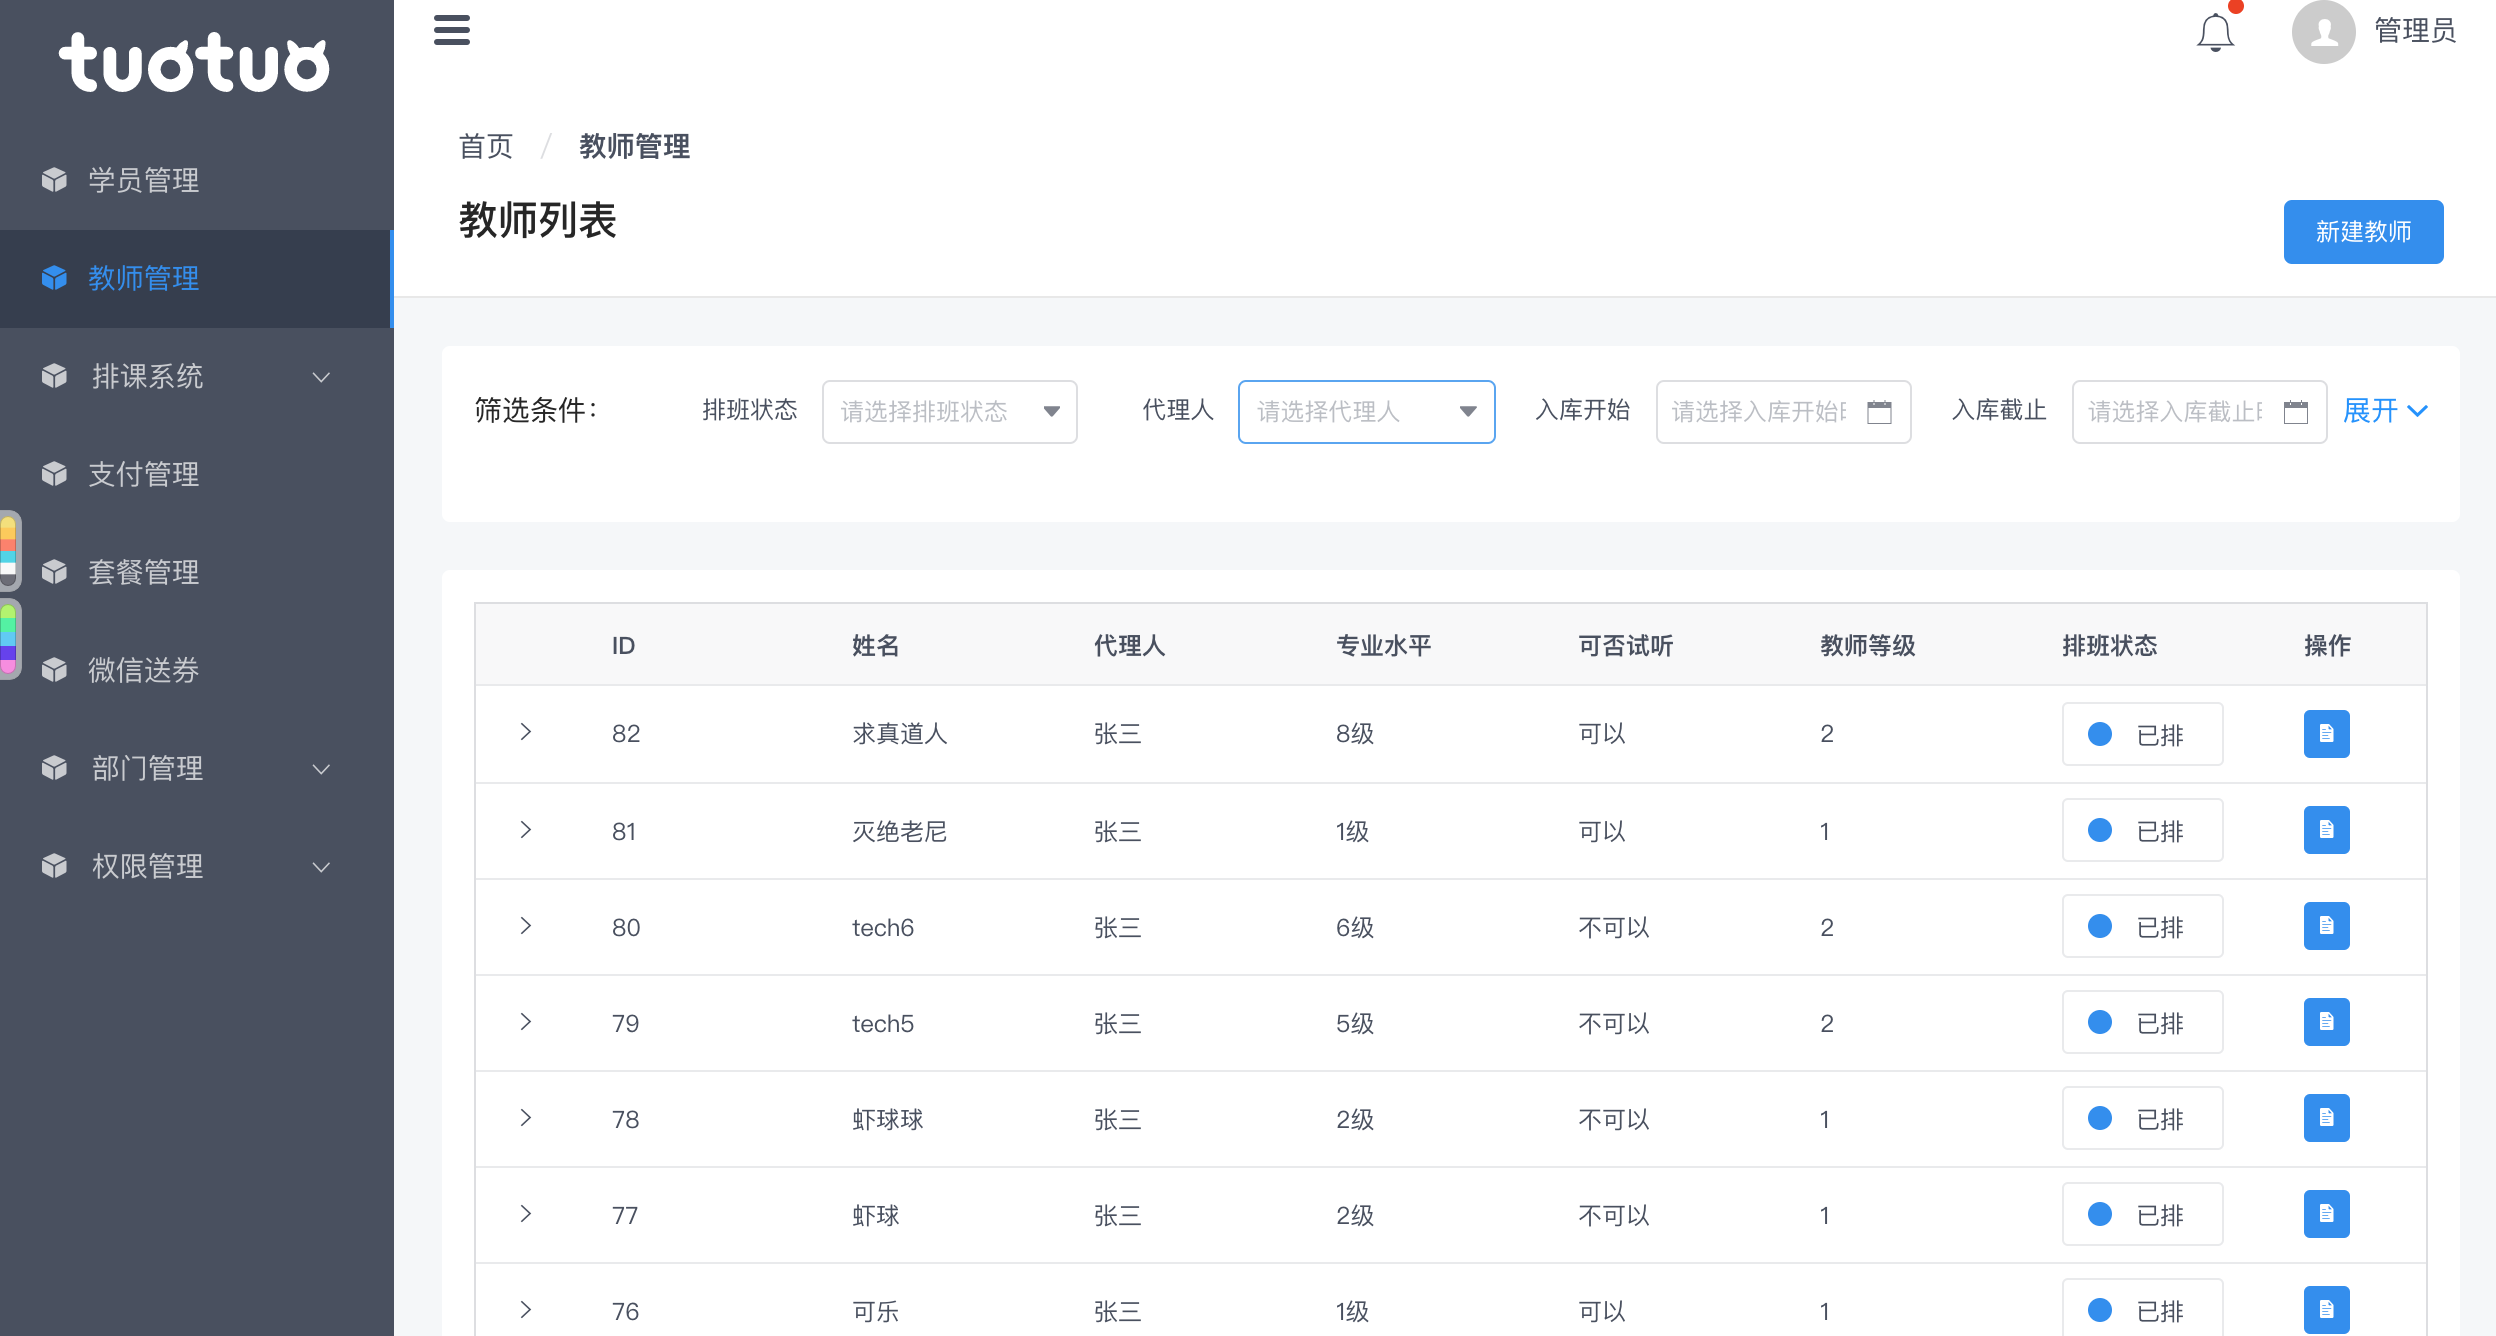 tuotuo
管理员
学员管理
教师管理
排课系统
支付管理
套餐管理
微信送券
部门管理
权限管理
首页 / 教师管理
教师列表
新建教师
筛选条件: 排班状态 请选择排班状态 代理人 请选择代理人 入库开始 请选择入库开始 入库截止 请选择入库截止 展开
ID 姓名 代理人 专业水平 可否试听 教师等级 排班状态 操作
82 求真道人 张三 8级 可以 2 已排
81 灭绝老尼 张三 1级 可以 1 已排
80 tech6 张三 6级 不可以 2 已排
79 tech5 张三 5级 不可以 2 已排
78 虾球球 张三 2级 不可以 1 已排
77 虾球 张三 2级 不可以 1 已排
76 可乐 张三 1级 可以 1 已排